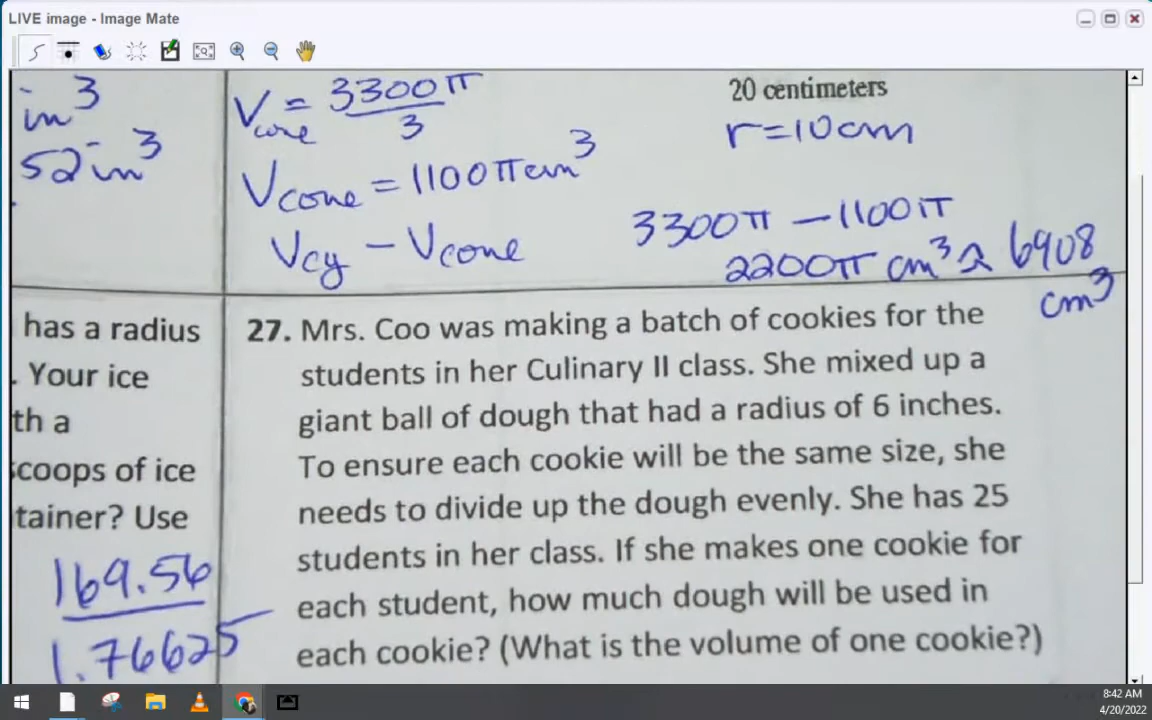 LIVE image - Image Mate
in³
52in³
V cone = 3300π / 3
V cone = 1100π cm³
Vcy - Vcone
20 centimeters
r=10cm
3300π - 1100π
2200π cm³ ≈ 6908 cm³
has a radius
. Your ice
th a
scoops of ice
tainer? Use
169.56
1.76625
27. Mrs. Coo was making a batch of cookies for the
students in her Culinary II class. She mixed up a
giant ball of dough that had a radius of 6 inches.
To ensure each cookie will be the same size, she
needs to divide up the dough evenly. She has 25
students in her class. If she makes one cookie for
each student, how much dough will be used in
each cookie? (What is the volume of one cookie?)
8:42 AM
4/20/2022